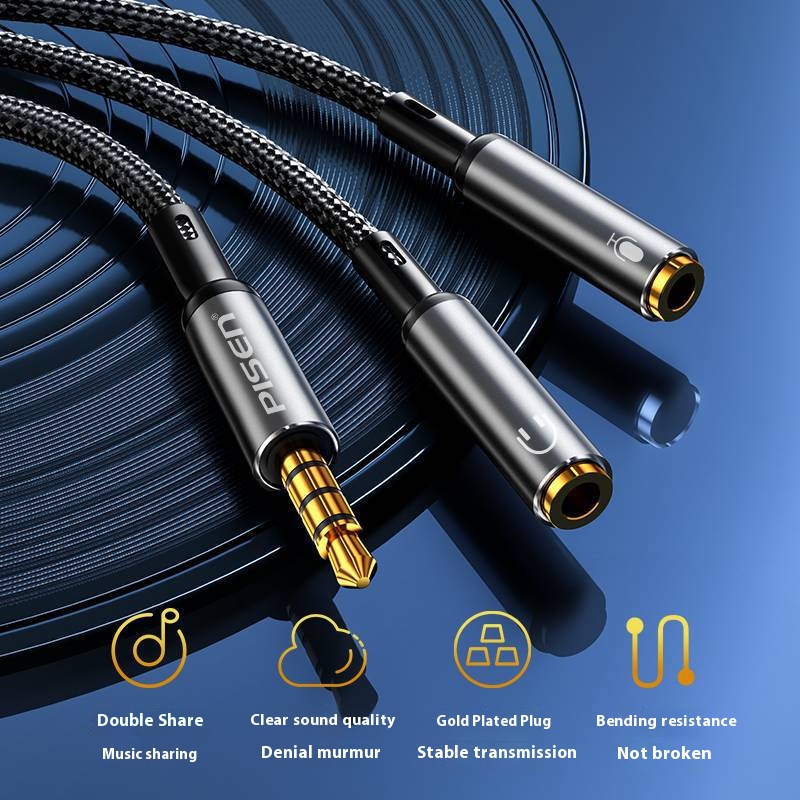 PISEN®
Double Share
Music sharing
Clear sound quality
Denial murmur
Gold Plated Plug
Stable transmission
Bending resistance
Not broken